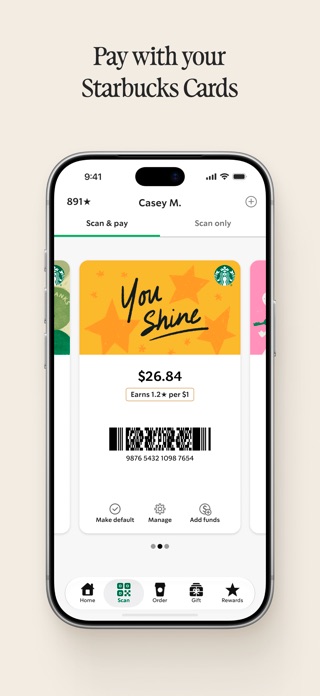 Pay with your
Starbucks Cards
9:41
891★
Casey M.
Scan & pay
Scan only
You
Shine
$26.84
Earns 1.2★ per $1
9876 5432 1098 7654
Make default
Manage
Add funds
Home
Scan
Order
Gift
Rewards